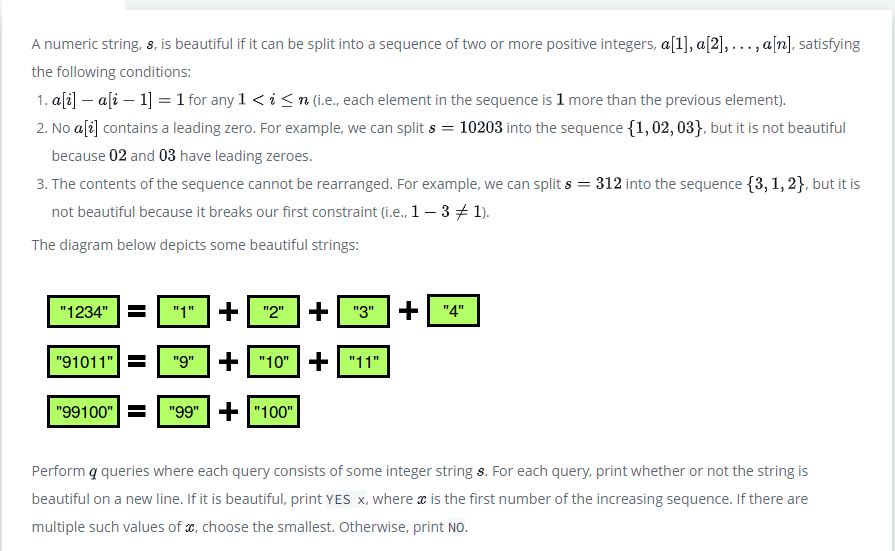 A numeric string, s, is beautiful if it can be split into a sequence of two or more positive integers, a[1], a[2], . . . , a[n], satisfying
the following conditions:
1. a[i] − a[i − 1] = 1 for any 1 < i ≤ n (i.e., each element in the sequence is 1 more than the previous element).
2. No a[i] contains a leading zero. For example, we can split s = 10203 into the sequence {1, 02, 03}, but it is not beautiful
because 02 and 03 have leading zeroes.
3. The contents of the sequence cannot be rearranged. For example, we can split s = 312 into the sequence {3, 1, 2}, but it is
not beautiful because it breaks our first constraint (i.e., 1 − 3 ≠ 1).
The diagram below depicts some beautiful strings:
"1234" = "1" + "2" + "3" + "4"
"91011" = "9" + "10" + "11"
"99100" = "99" + "100"
Perform q queries where each query consists of some integer string s. For each query, print whether or not the string is
beautiful on a new line. If it is beautiful, print YES x, where x is the first number of the increasing sequence. If there are
multiple such values of x, choose the smallest. Otherwise, print NO.